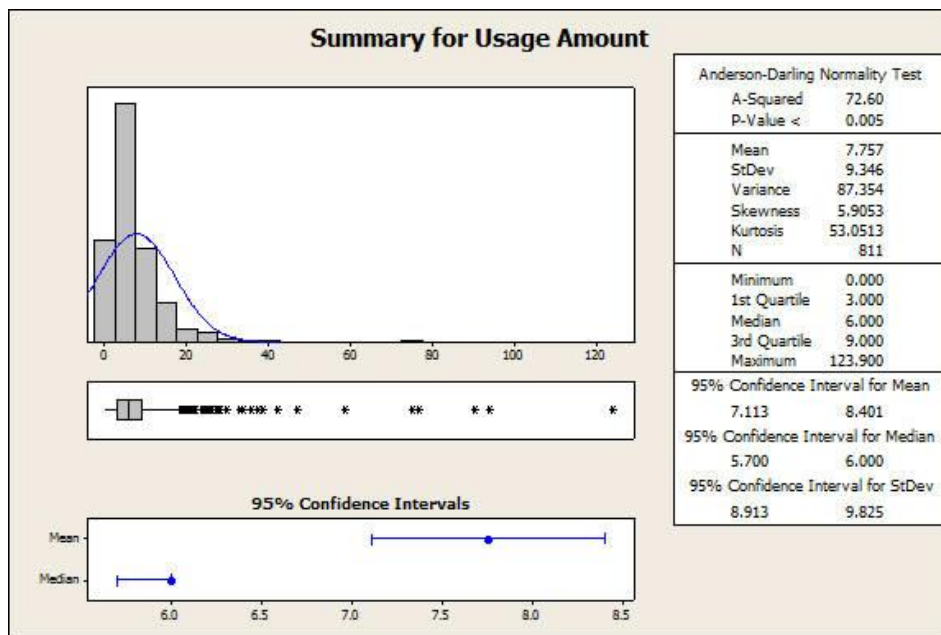 Summary for Usage Amount
0 20 40 60 80 100 120
95% Confidence Intervals
Mean
Median
6.0 6.5 7.0 7.5 8.0 8.5
Anderson-Darling Normality Test
A-Squared 72.60
P-Value < 0.005
Mean 7.757
StDev 9.346
Variance 87.354
Skewness 5.9053
Kurtosis 53.0513
N 811
Minimum 0.000
1st Quartile 3.000
Median 6.000
3rd Quartile 9.000
Maximum 123.900
95% Confidence Interval for Mean
7.113 8.401
95% Confidence Interval for Median
5.700 6.000
95% Confidence Interval for StDev
8.913 9.825